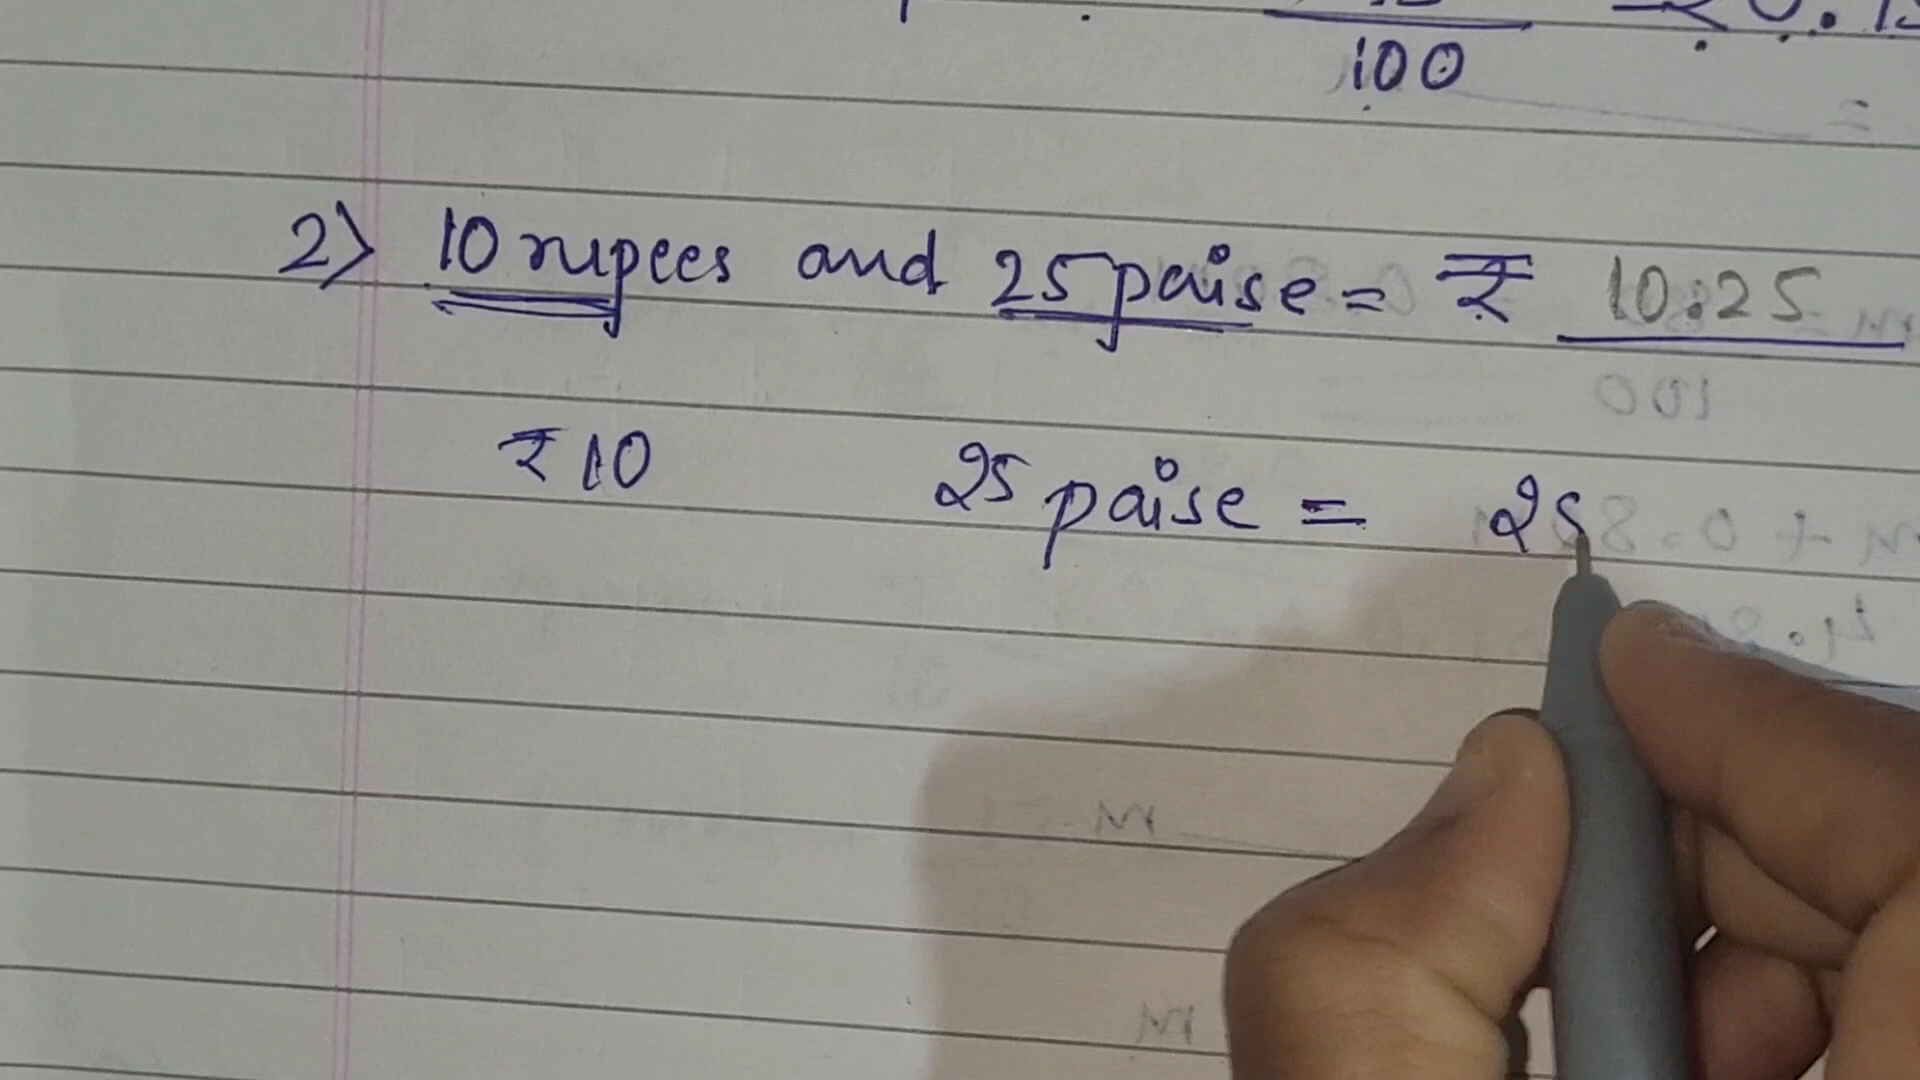 100
2) 10 rupees and 25 paise = ₹ 10.25
₹ 10 25 paise = 25